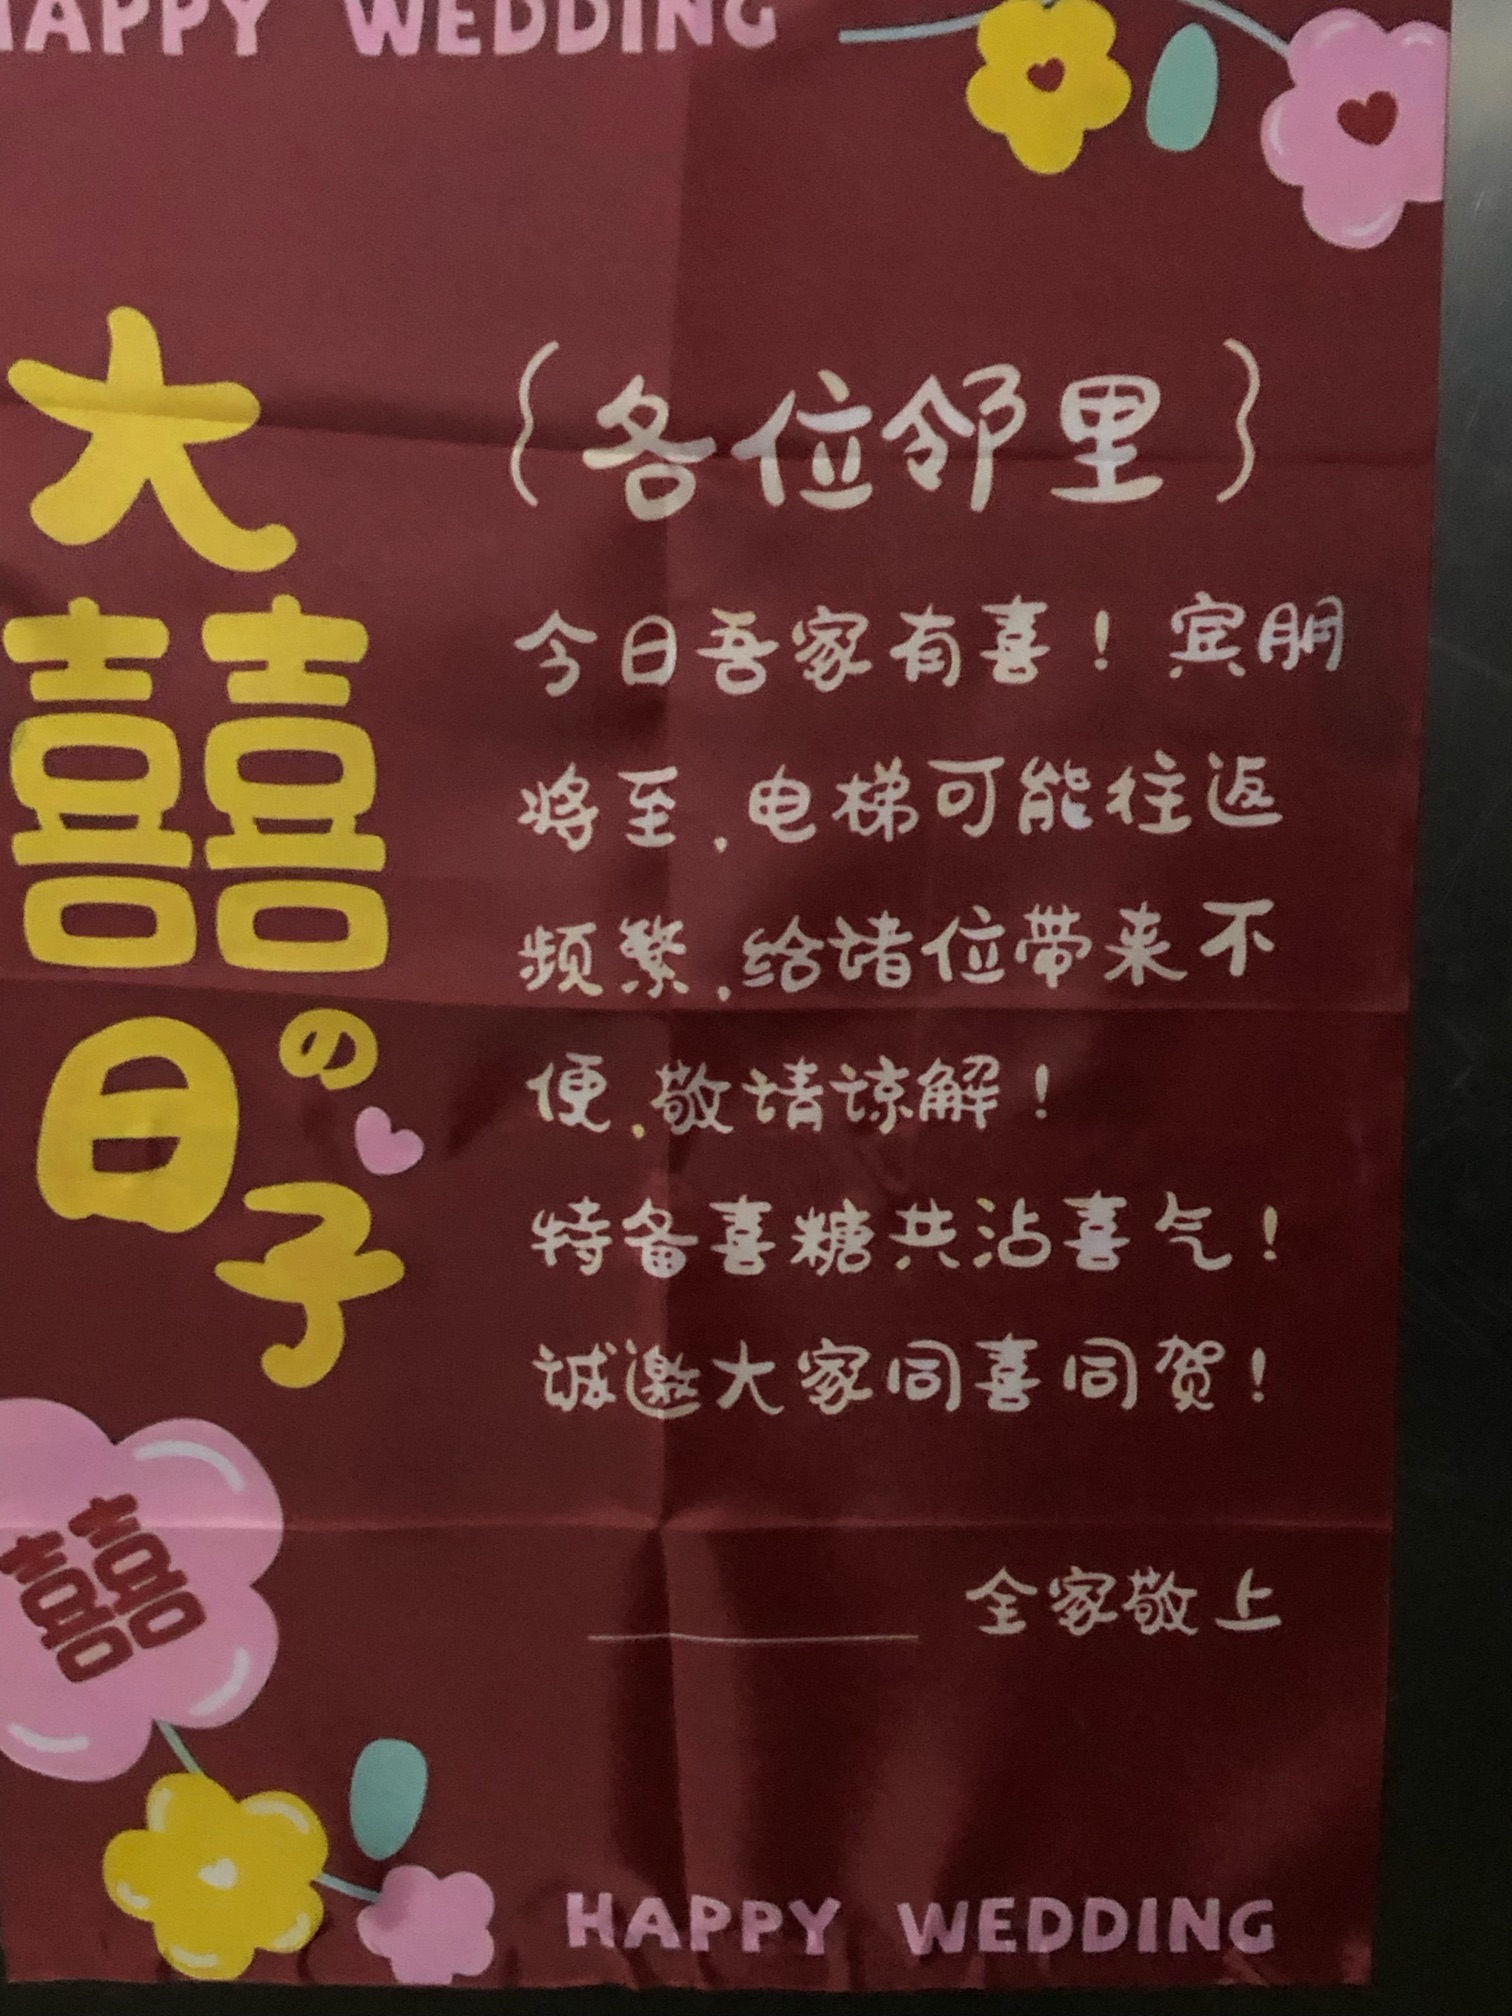 HAPPY WEDDING
大
囍
の
日
子
{各位邻里}
今日吾家有喜！宾朋
将至.电梯可能往返
频繁.给诸位带来不
便.敬请谅解！
特备喜糖共沾喜气！
诚邀大家同喜同贺！
全家敬上
囍
HAPPY WEDDING